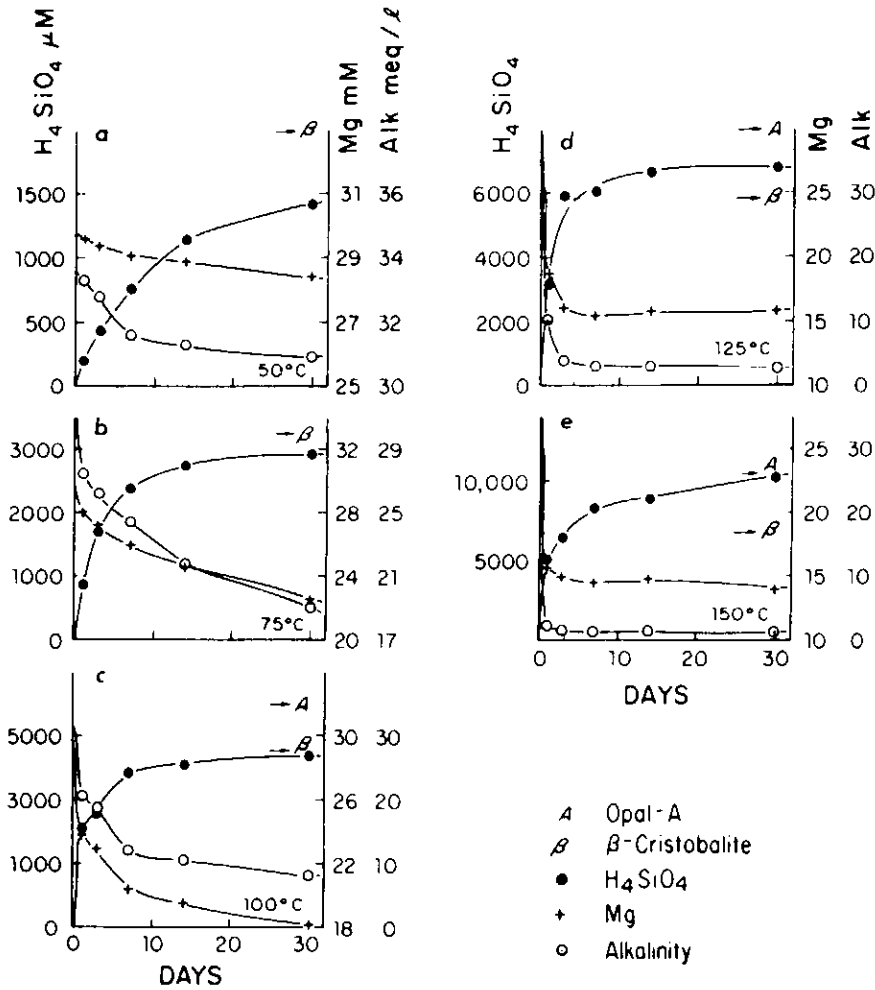 H₄SiO₄ μM
Mg mM
Alk meq/ℓ
a
→ β
1500
1000
500
0
31
29
27
25
36
34
32
30
50°C
b
→ β
3000
2000
1000
0
32
28
24
20
29
25
21
17
75°C
c
→ A
→ β
5000
3000
1000
0
30
26
22
18
30
20
10
0
100°C
0
10
20
30
DAYS
H₄SiO₄
Mg
Alk
d
→ A
→ β
6000
4000
2000
0
25
20
15
10
30
20
10
0
125°C
e
→ A
→ β
10,000
5000
25
20
15
10
30
20
10
0
150°C
0
10
20
30
DAYS
A Opal-A
β β-Cristobalite
● H₄SiO₄
+ Mg
○ Alkalinity